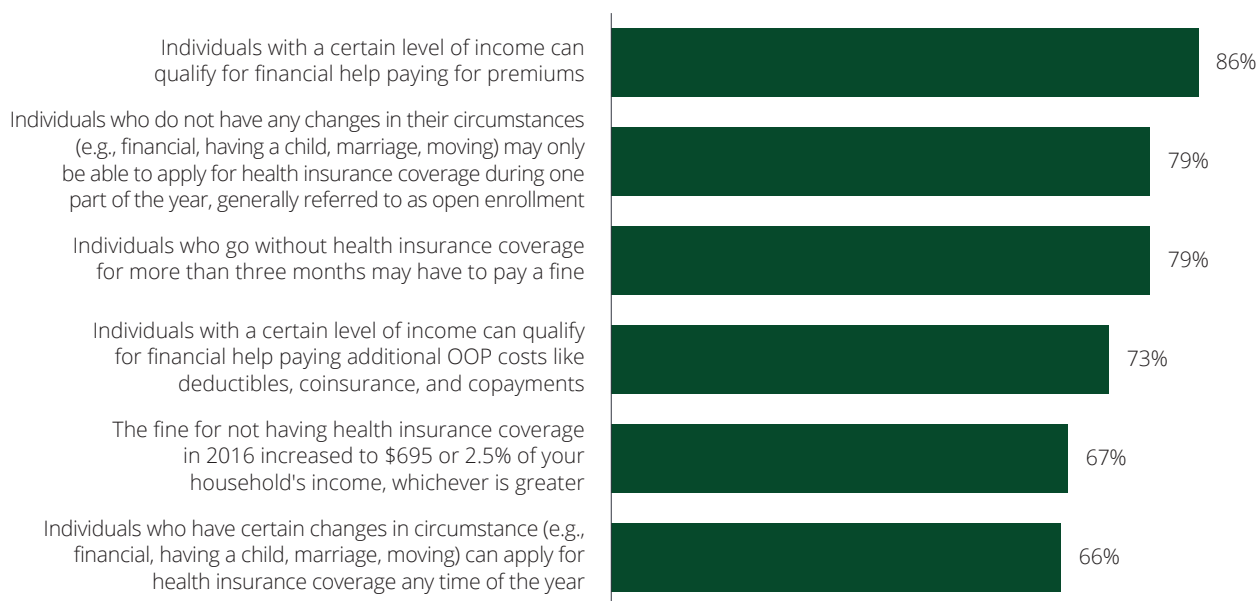 Individuals with a certain level of income can
qualify for financial help paying for premiums
86%
Individuals who do not have any changes in their circumstances
(e.g., financial, having a child, marriage, moving) may only
be able to apply for health insurance coverage during one
part of the year, generally referred to as open enrollment
79%
Individuals who go without health insurance coverage
for more than three months may have to pay a fine
79%
Individuals with a certain level of income can qualify
for financial help paying additional OOP costs like
deductibles, coinsurance, and copayments
73%
The fine for not having health insurance coverage
in 2016 increased to $695 or 2.5% of your
household's income, whichever is greater
67%
Individuals who have certain changes in circumstance (e.g.,
financial, having a child, marriage, moving) can apply for
health insurance coverage any time of the year
66%